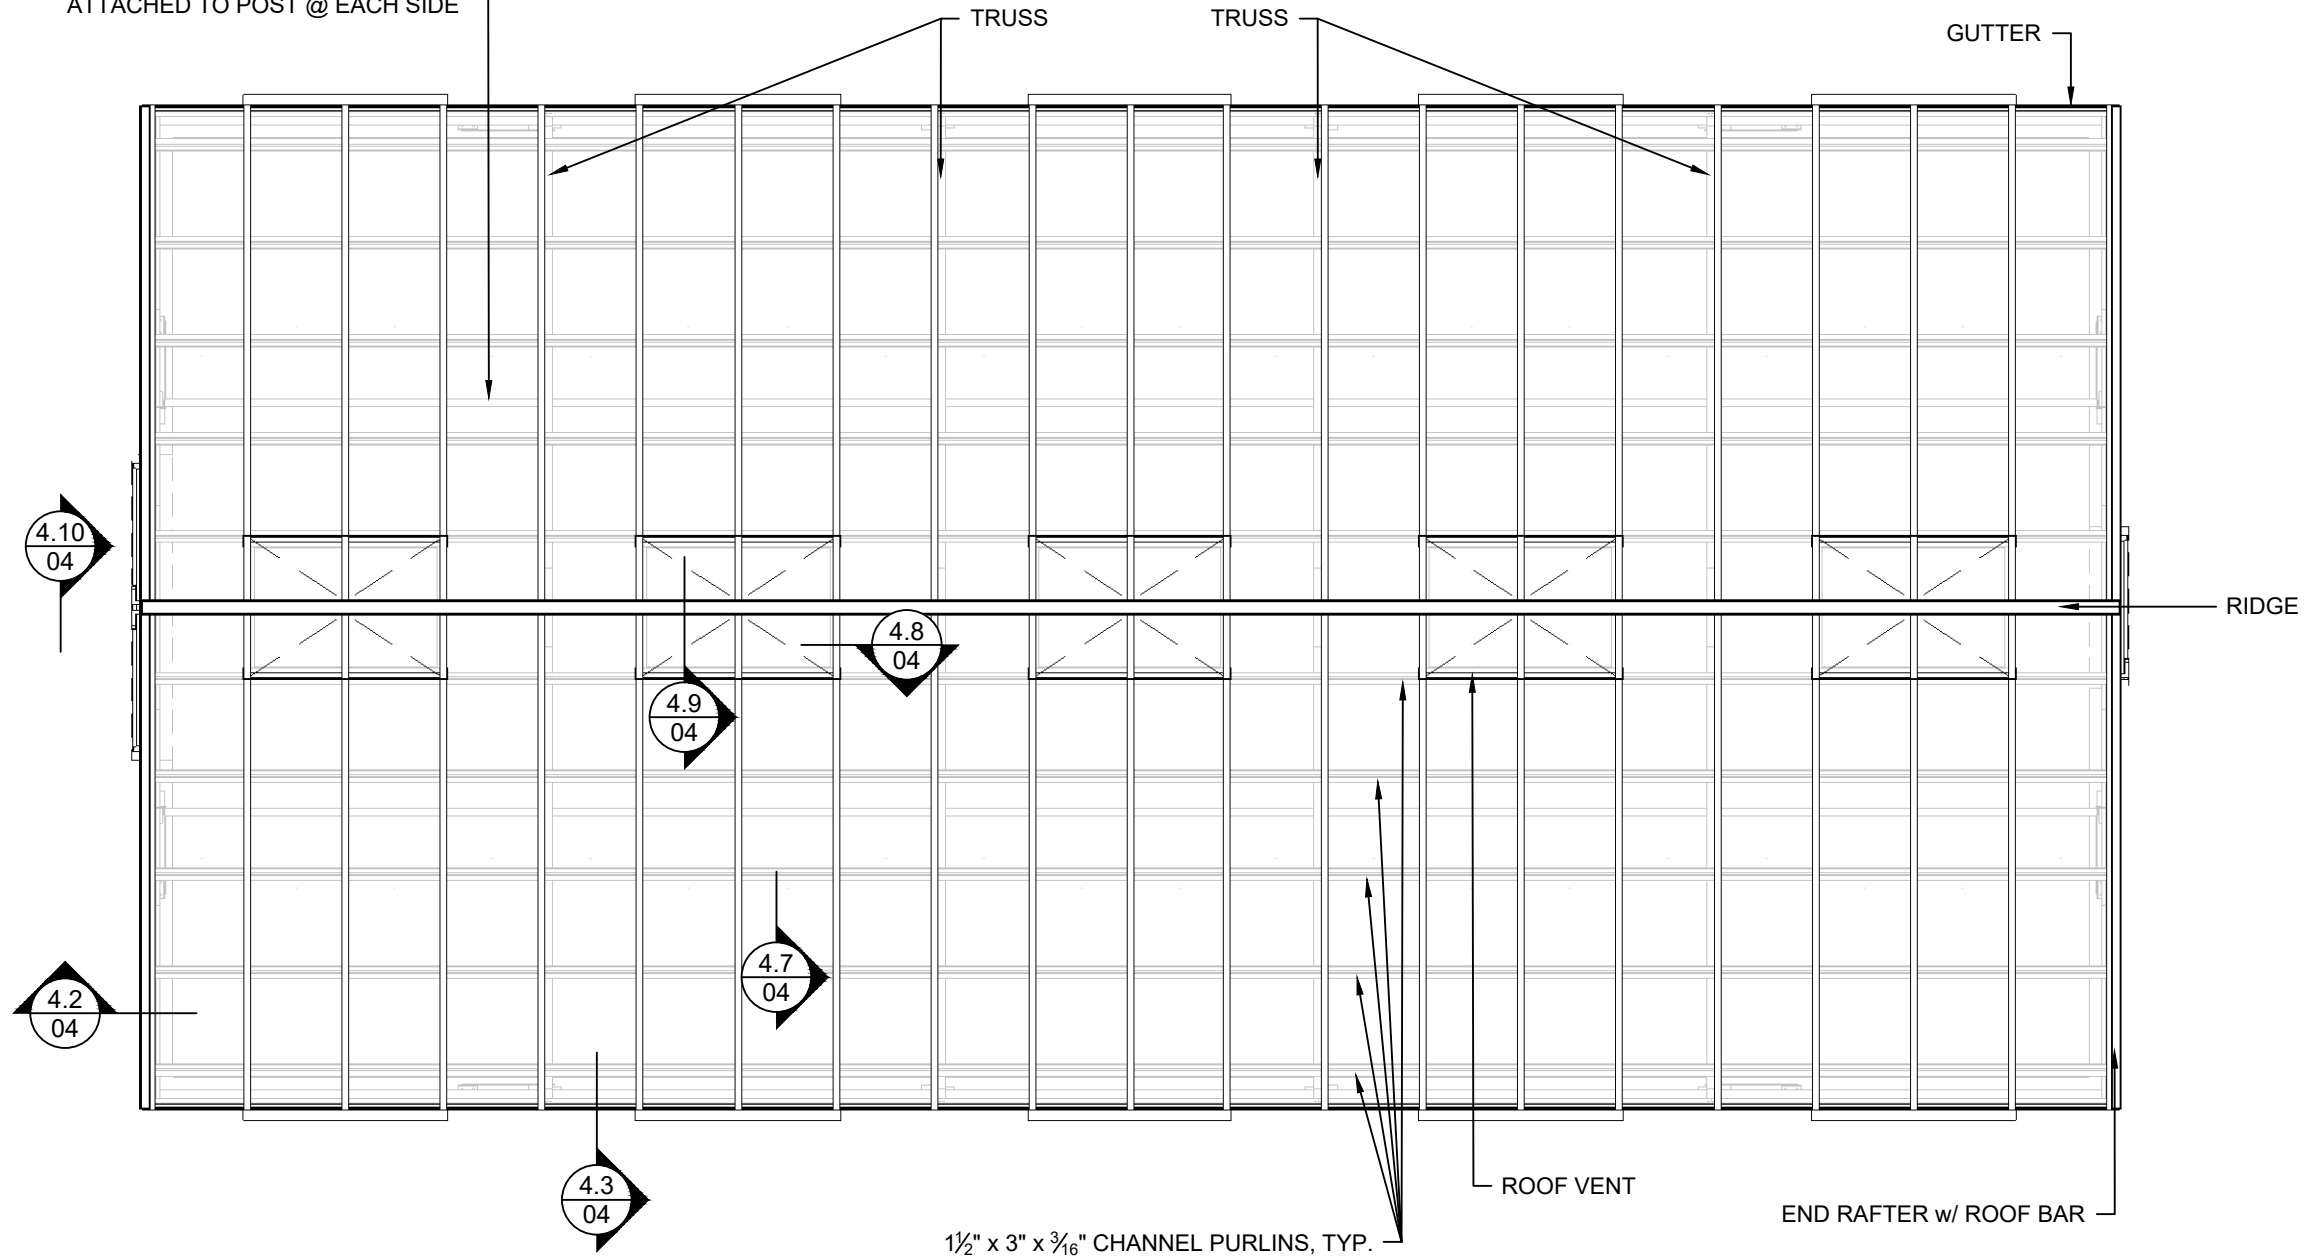 ATTACHED TO POST @ EACH SIDE
TRUSS
TRUSS
GUTTER
4.10
04
RIDGE
4.8
04
4.9
04
4.7
04
4.2
04
4.3
04
ROOF VENT
END RAFTER w/ ROOF BAR
1½" x 3" x 3⁄16" CHANNEL PURLINS, TYP.